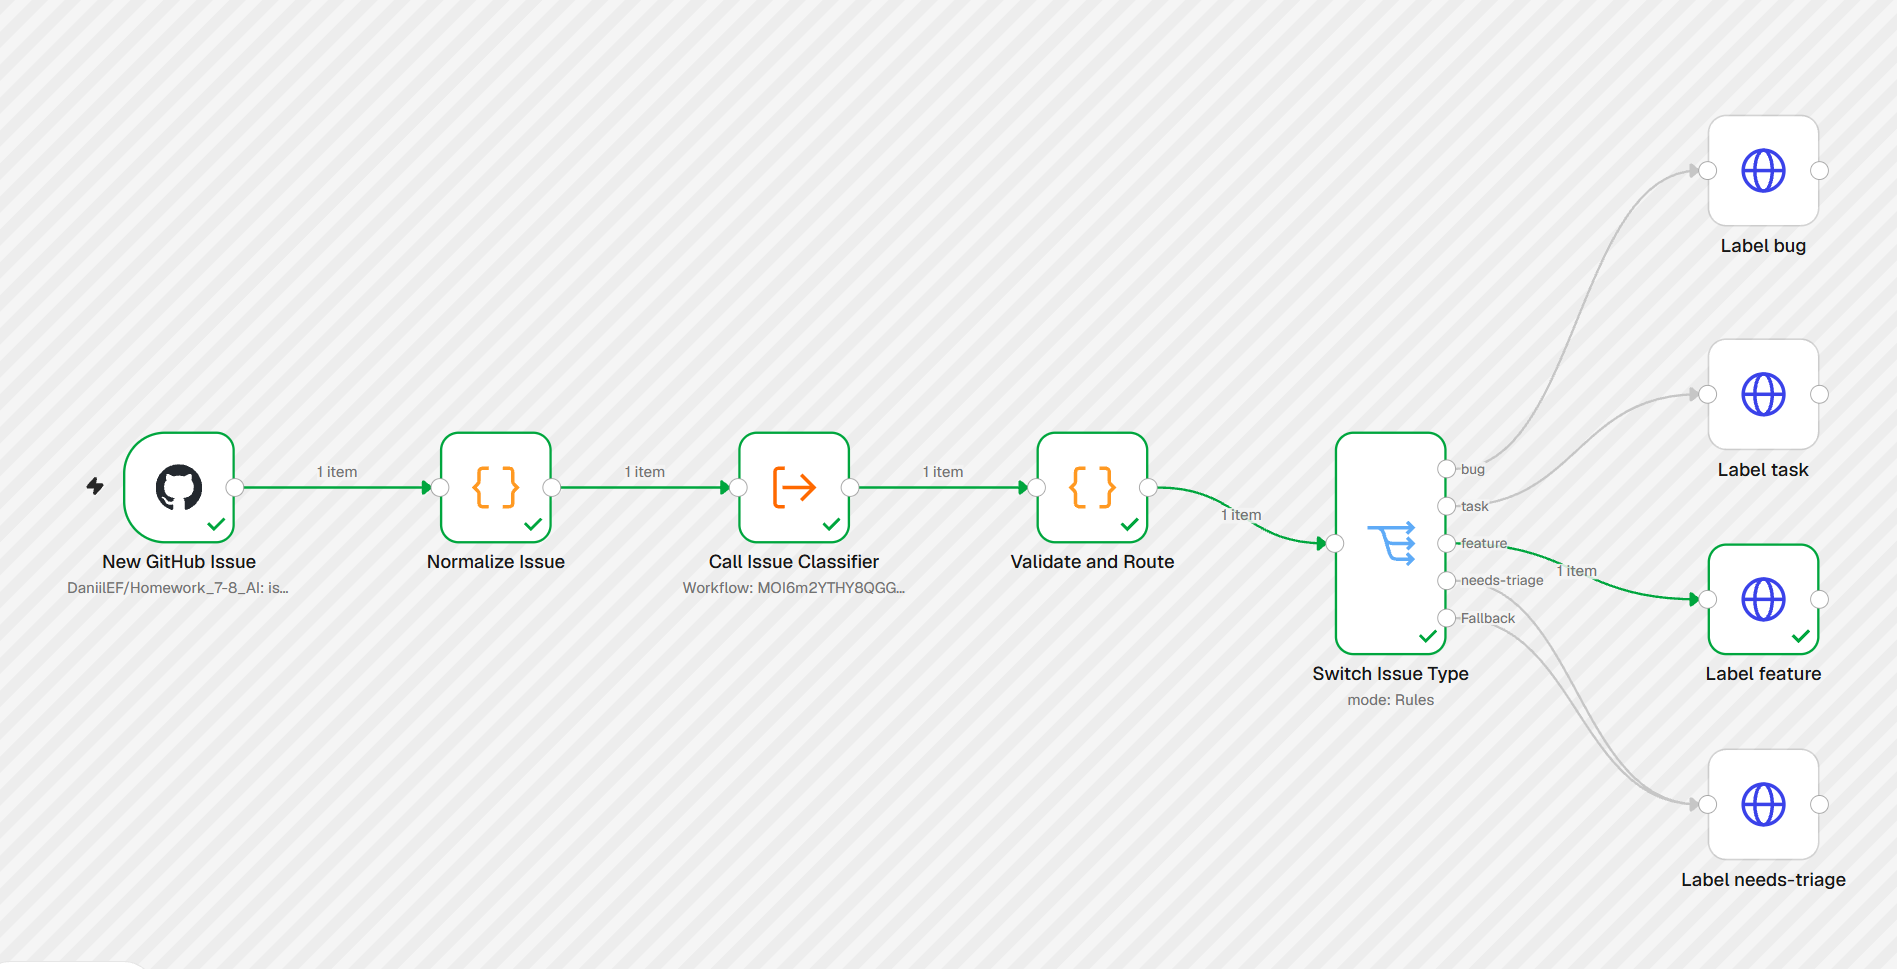 Label bug
Label task
1 item
1 item
1 item
1 item
bug
task
feature
needs-triage
Fallback
1 item
New GitHub Issue
DaniilEF/Homework_7-8_AI: is...
Normalize Issue
Call Issue Classifier
Workflow: MOI6m2YTHY8QGG...
Validate and Route
Switch Issue Type
mode: Rules
Label feature
Label needs-triage